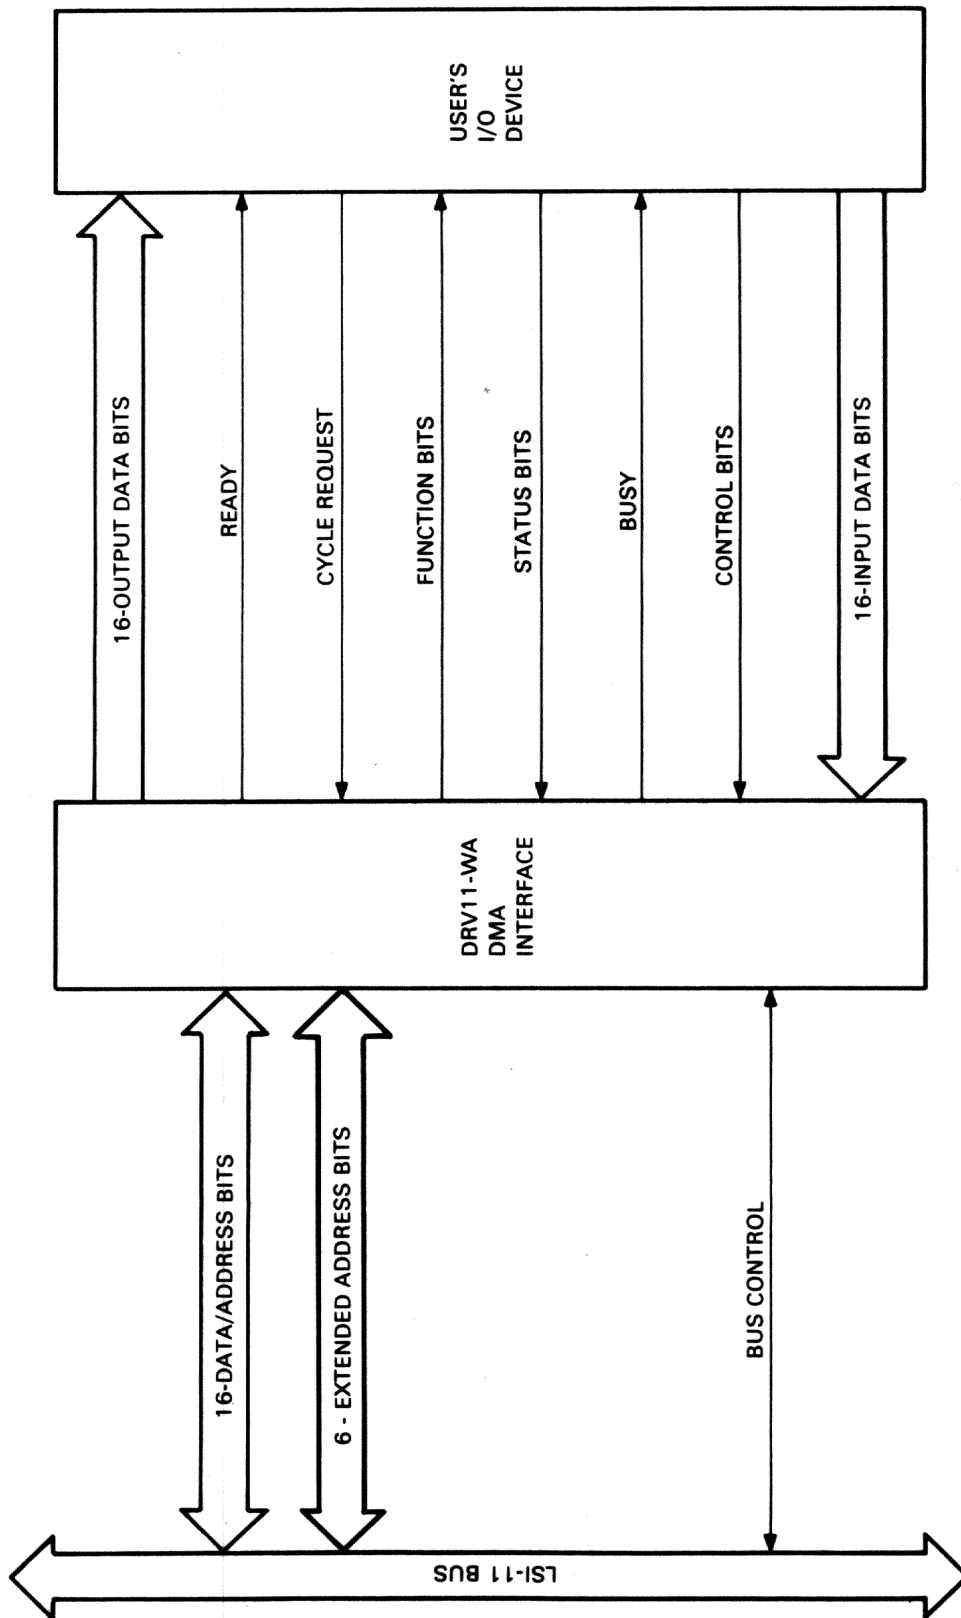 LSI-11 BUS
16-DATA/ADDRESS BITS
6 - EXTENDED ADDRESS BITS
BUS CONTROL
DRV11-WA
DMA
INTERFACE
16-OUTPUT DATA BITS
READY
CYCLE REQUEST
FUNCTION BITS
STATUS BITS
BUSY
CONTROL BITS
16-INPUT DATA BITS
USER'S
I/O
DEVICE